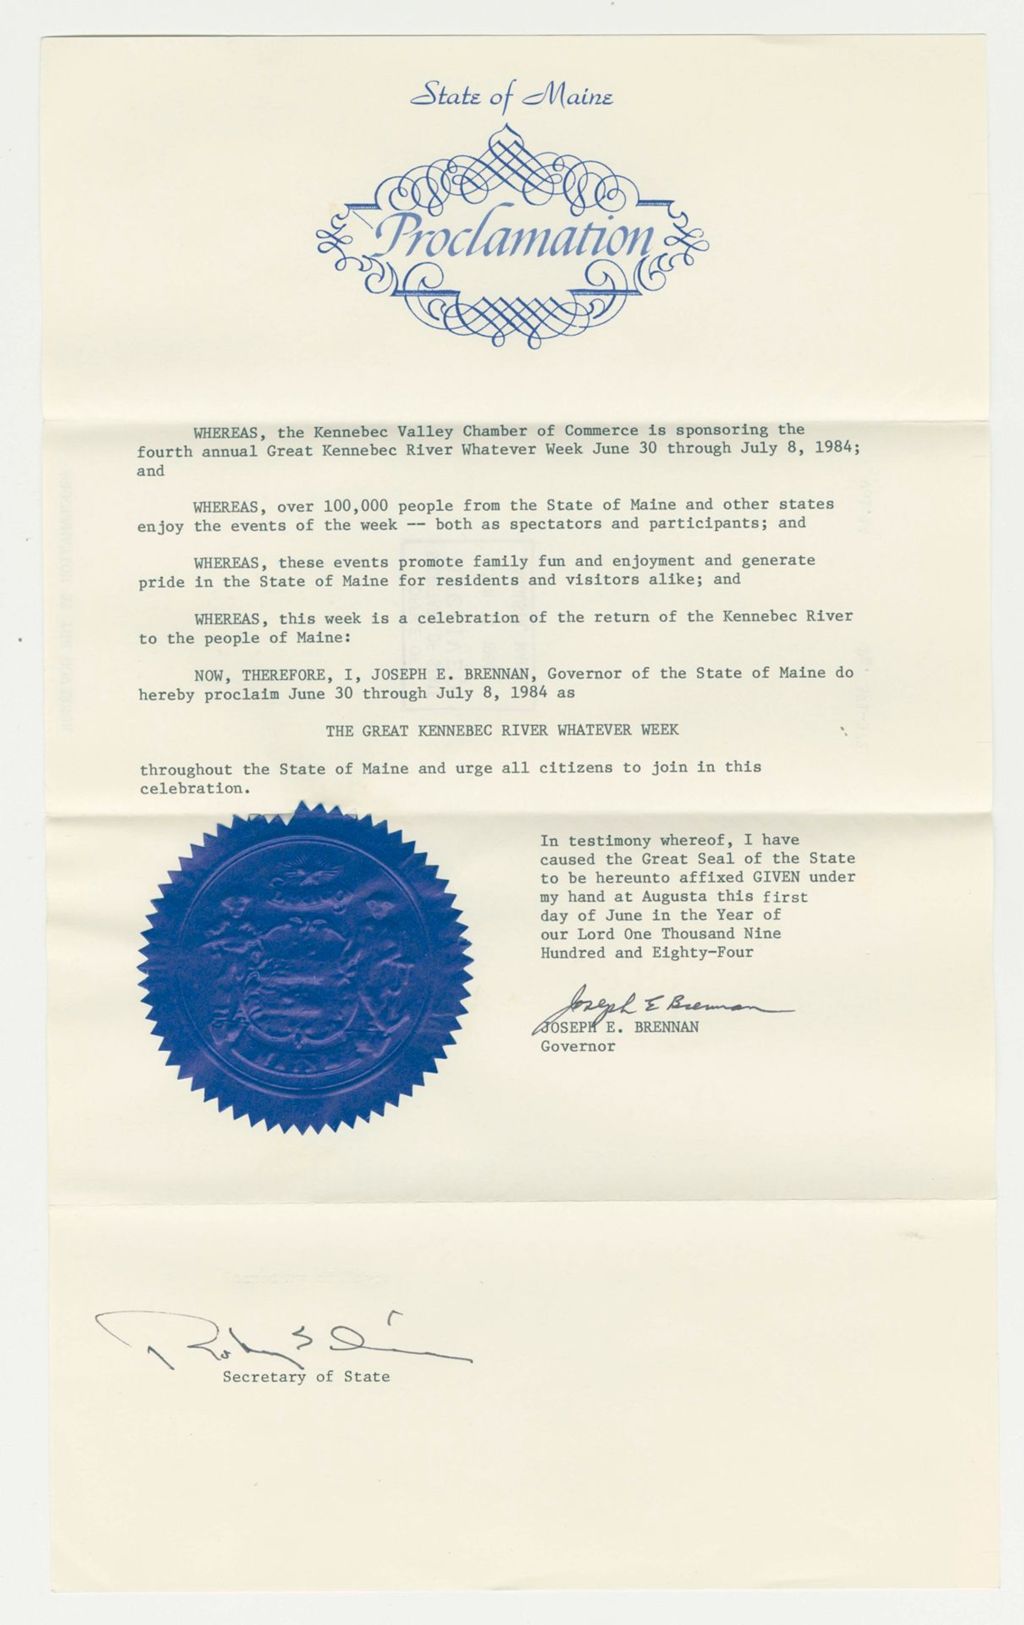 State of Maine
Proclamation
WHEREAS, the Kennebec Valley Chamber of Commerce is sponsoring the
fourth annual Great Kennebec River Whatever Week June 30 through July 8, 1984;
and
WHEREAS, over 100,000 people from the State of Maine and other states
enjoy the events of the week -- both as spectators and participants; and
WHEREAS, these events promote family fun and enjoyment and generate
pride in the State of Maine for residents and visitors alike; and
WHEREAS, this week is a celebration of the return of the Kennebec River
to the people of Maine:
NOW, THEREFORE, I, JOSEPH E. BRENNAN, Governor of the State of Maine do
hereby proclaim June 30 through July 8, 1984 as
THE GREAT KENNEBEC RIVER WHATEVER WEEK
throughout the State of Maine and urge all citizens to join in this
celebration.
In testimony whereof, I have
caused the Great Seal of the State
to be hereunto affixed GIVEN under
my hand at Augusta this first
day of June in the Year of
our Lord One Thousand Nine
Hundred and Eighty-Four
Joseph E Brennan
JOSEPH E. BRENNAN
Governor
Secretary of State